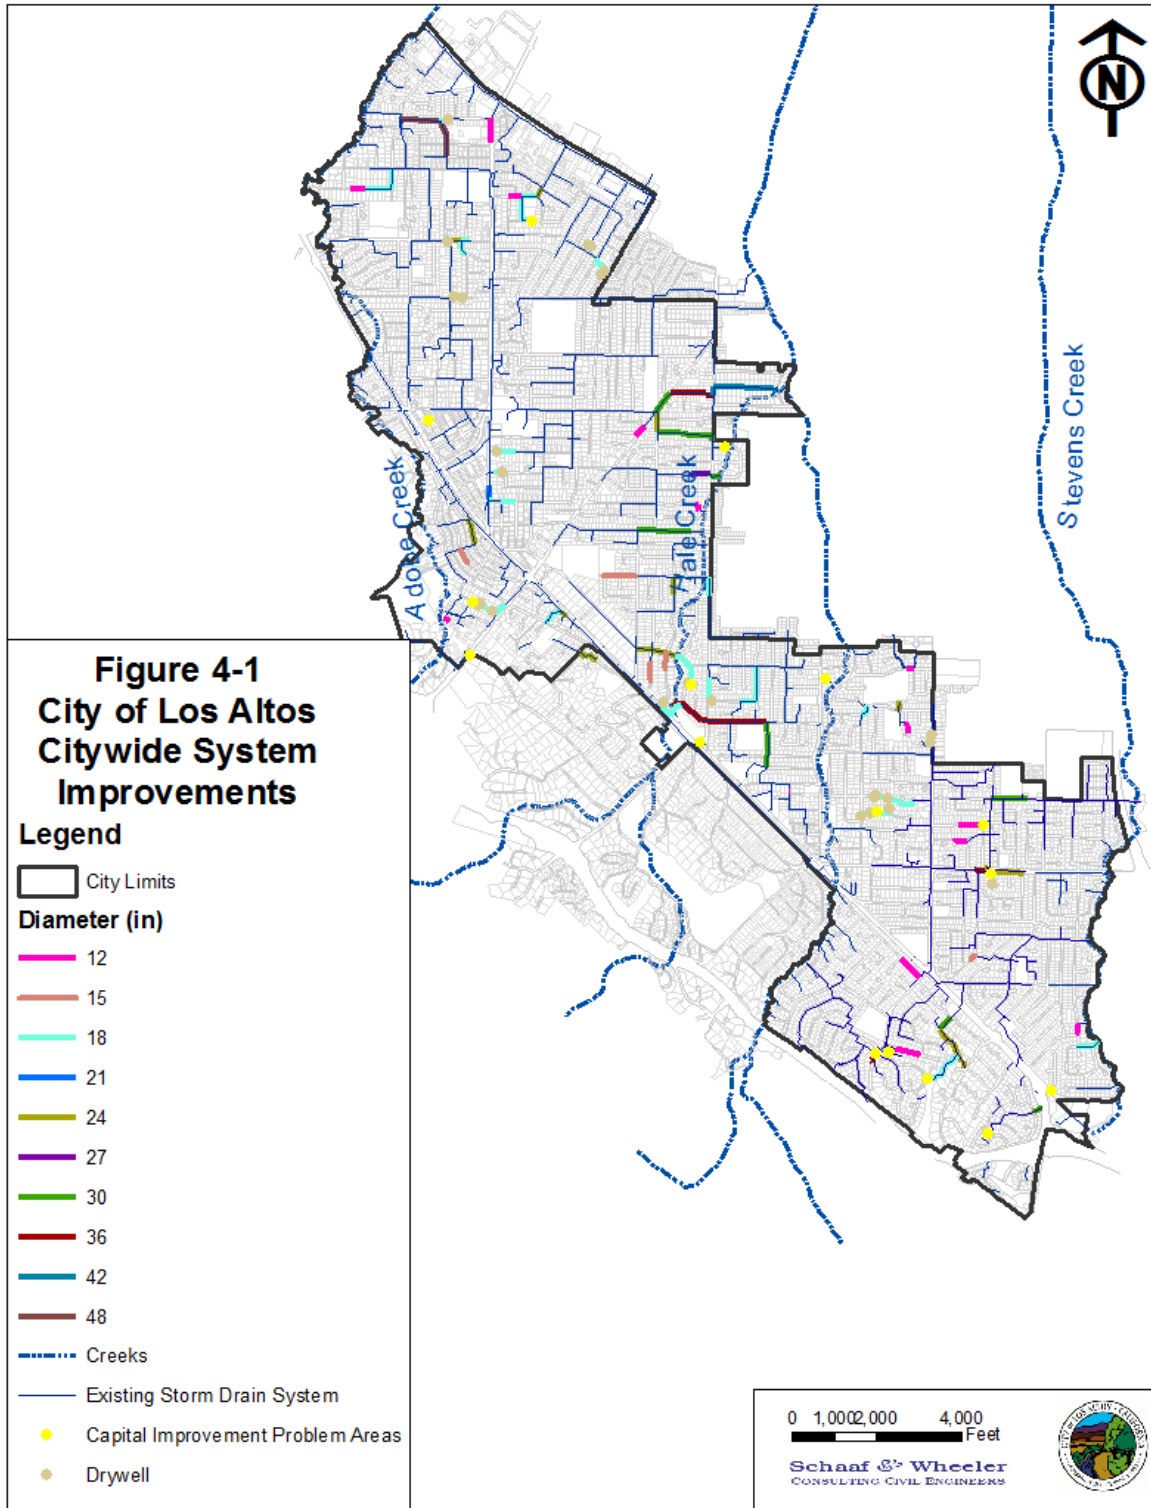 N
Stevens Creek
Adobe Creek
Hale Creek
Figure 4-1
City of Los Altos
Citywide System
Improvements
Legend
City Limits
Diameter (in)
12
15
18
21
24
27
30
36
42
48
Creeks
Existing Storm Drain System
Capital Improvement Problem Areas
Drywell
0 1,000 2,000 4,000
Feet
Schaaf & Wheeler
CONSULTING CIVIL ENGINEERS